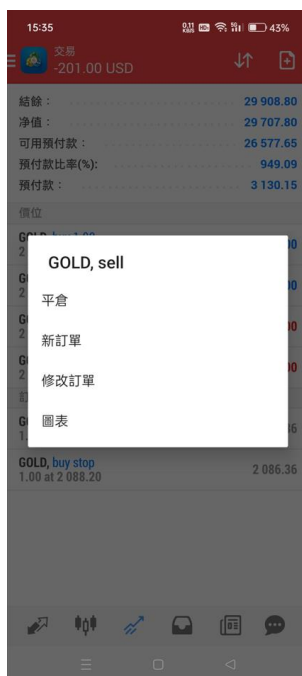 15:35
0.11 KB/S HD 5G 43%
交易
-201.00 USD
結餘： 29 908.80
净值： 29 707.80
可用預付款： 26 577.65
預付款比率(%): 949.09
預付款： 3 130.15
價位
GOLD, sell
平倉
新訂單
修改訂單
圖表
GOLD, buy stop
1.00 at 2 088.20
2 086.36